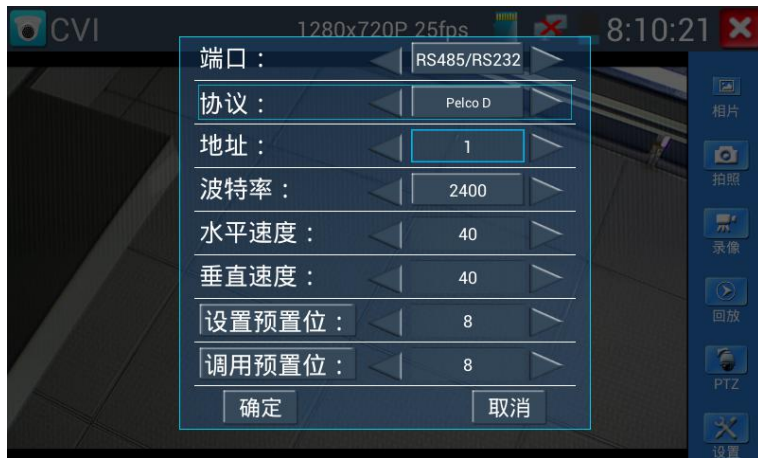 CVI 1280x720P 25fps 8:10:21
端口： RS485/RS232
协议： Pelco D
地址： 1
波特率： 2400
水平速度： 40
垂直速度： 40
设置预置位： 8
调用预置位： 8
确定 取消
相片
拍照
录像
回放
PTZ
设置